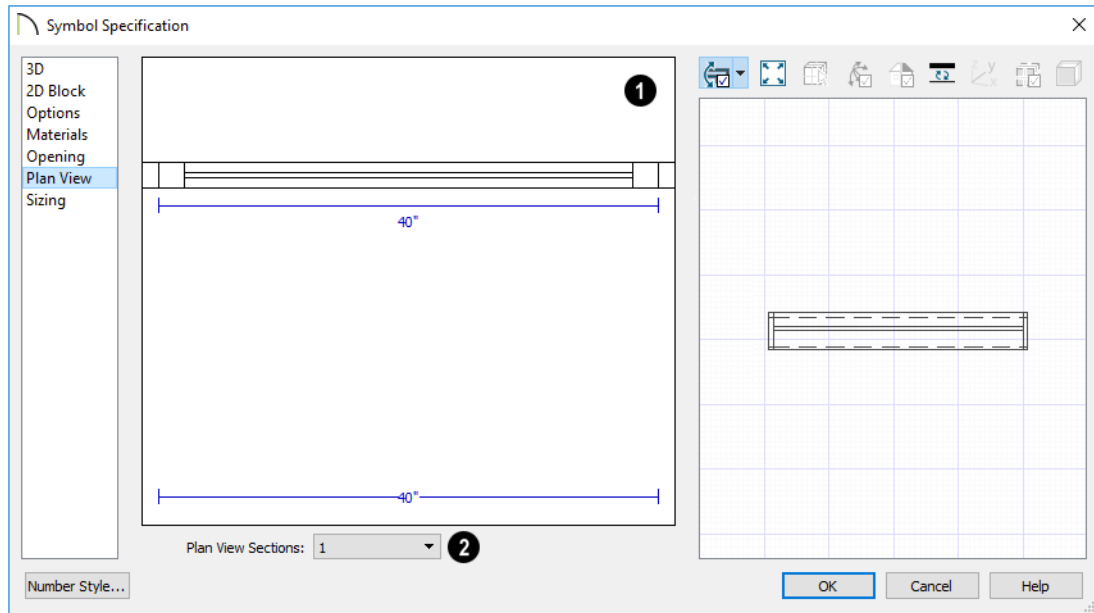 Symbol Specification
3D
2D Block
Options
Materials
Opening
Plan View
Sizing
1
40"
40"
Plan View Sections: 1
2
y
x
Number Style...
OK
Cancel
Help